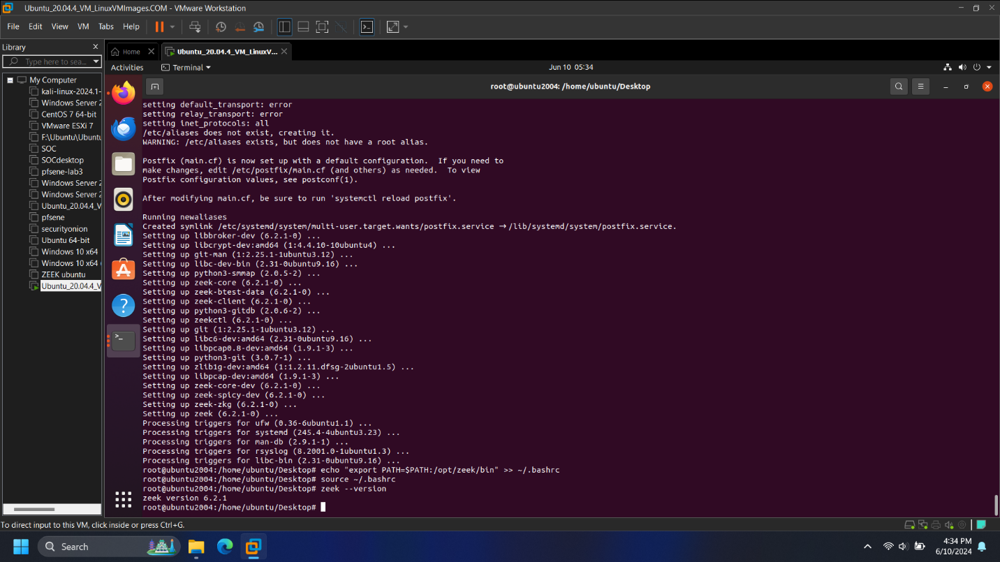 Ubuntu_20.04.4_VM_LinuxVMImages.COM - VMware Workstation
File Edit View VM Tabs Help
Library
Type here to sea...
My Computer
kali-linux-2024.1-
Windows Server 2
CentOS 7 64-bit
VMware ESXi 7
F:\Ubuntu\Ubuntu
SOC
SOCdesktop
pfsene-lab3
Windows Server 2
Windows Server 2
Ubuntu_20.04.4_V
pfsene
securityonion
Ubuntu 64-bit
Windows 10 x64
Windows 10 x64
ZEEK ubuntu
Ubuntu_20.04.4_V
Home
Ubuntu_20.04.4_VM_LinuxV...
Activities
Terminal
Jun 10 05:34
root@ubuntu2004: /home/ubuntu/Desktop
setting default_transport: error
setting relay_transport: error
setting inet_protocols: all
/etc/aliases does not exist, creating it.
WARNING: /etc/aliases exists, but does not have a root alias.
Postfix (main.cf) is now set up with a default configuration.  If you need to
make changes, edit /etc/postfix/main.cf (and others) as needed.  To view
Postfix configuration values, see postconf(1).
After modifying main.cf, be sure to run 'systemctl reload postfix'.
Running newaliases
Created symlink /etc/systemd/system/multi-user.target.wants/postfix.service → /lib/systemd/system/postfix.service.
Setting up libbroker-dev (6.2.1-0) ...
Setting up libcrypt-dev:amd64 (1:4.4.10-10ubuntu4) ...
Setting up git-man (1:2.25.1-1ubuntu3.12) ...
Setting up libc-dev-bin (2.31-0ubuntu9.16) ...
Setting up python3-smmap (2.0.5-2) ...
Setting up zeek-core (6.2.1-0) ...
Setting up zeek-btest-data (6.2.1-0) ...
Setting up zeek-client (6.2.1-0) ...
Setting up python3-gitdb (2.0.6-2) ...
Setting up zeekctl (6.2.1-0) ...
Setting up git (1:2.25.1-1ubuntu3.12) ...
Setting up libc6-dev:amd64 (2.31-0ubuntu9.16) ...
Setting up libpcap0.8-dev:amd64 (1.9.1-3) ...
Setting up python3-git (3.0.7-1) ...
Setting up zlib1g-dev:amd64 (1:1.2.11.dfsg-2ubuntu1.5) ...
Setting up libpcap-dev:amd64 (1.9.1-3) ...
Setting up zeek-core-dev (6.2.1-0) ...
Setting up zeek-spicy-dev (6.2.1-0) ...
Setting up zeek-zkg (6.2.1-0) ...
Setting up zeek (6.2.1-0) ...
Processing triggers for ufw (0.36-6ubuntu1.1) ...
Processing triggers for systemd (245.4-4ubuntu3.23) ...
Processing triggers for man-db (2.9.1-1) ...
Processing triggers for rsyslog (8.2001.0-1ubuntu1.3) ...
Processing triggers for libc-bin (2.31-0ubuntu9.16) ...
root@ubuntu2004:/home/ubuntu/Desktop# echo "export PATH=$PATH:/opt/zeek/bin" >> ~/.bashrc
root@ubuntu2004:/home/ubuntu/Desktop# source ~/.bashrc
root@ubuntu2004:/home/ubuntu/Desktop# zeek --version
zeek version 6.2.1
root@ubuntu2004:/home/ubuntu/Desktop#
To direct input to this VM, click inside or press Ctrl+G.
Search
4:34 PM
6/10/2024